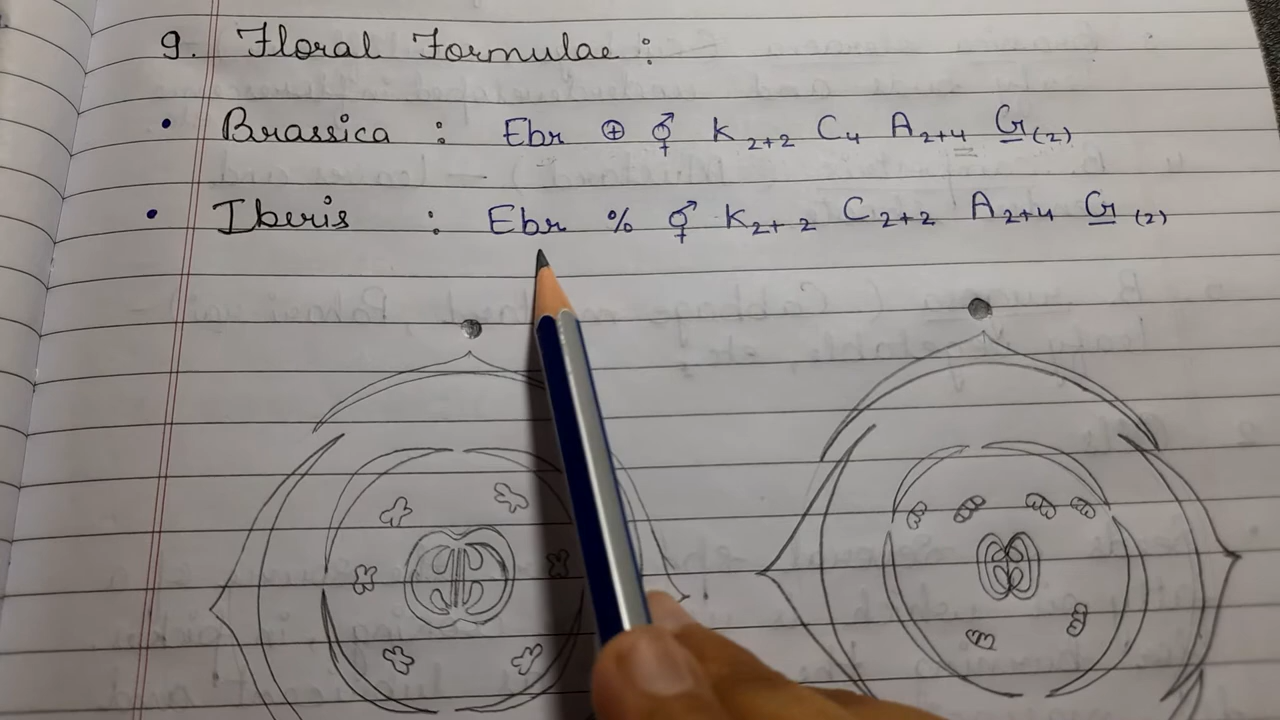 9. Floral Formulae :
• Brassica : Ebr ⊕ ⚥ K2+2 C4 A2+4 G(2)
• Iberis : Ebr % ⚥ K2+2 C2+2 A2+4 G(2)